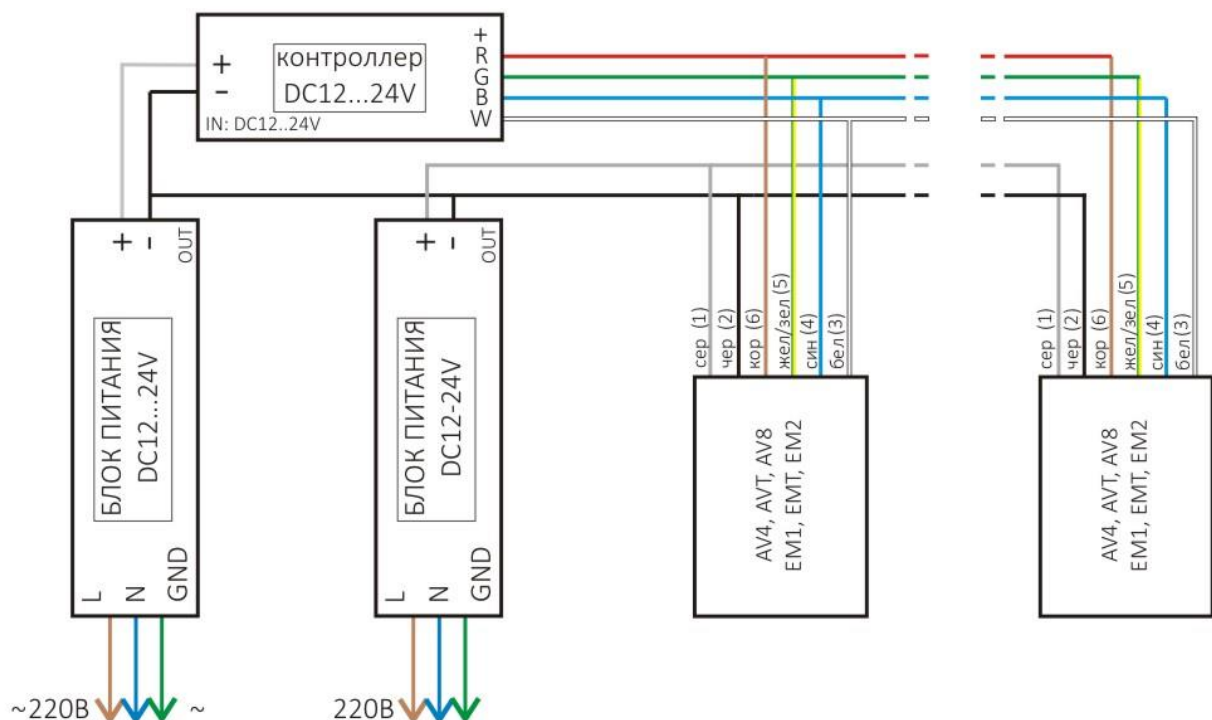 +
-
контроллер
DC12...24V
IN: DC12..24V
+
R
G
B
W
+
-
OUT
БЛОК ПИТАНИЯ
DC12...24V
L
N
GND
~220В
~
+
-
OUT
БЛОК ПИТАНИЯ
DC12-24V
L
N
GND
220В
сер (1)
чер (2)
кор (6)
жел/зел (5)
син (4)
бел(3)
AV4, AVT, AV8
EM1, EMT, EM2
сер (1)
чер (2)
кор (6)
жел/зел (5)
син (4)
бел(3)
AV4, AVT, AV8
EM1, EMT, EM2